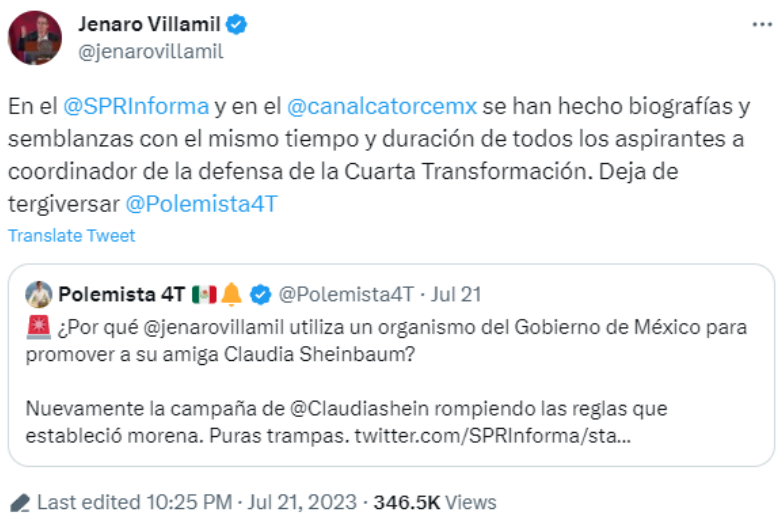 Jenaro Villamil
@jenarovillamil
En el @SPRInforma y en el @canalcatorcemx se han hecho biografías y
semblanzas con el mismo tiempo y duración de todos los aspirantes a
coordinador de la defensa de la Cuarta Transformación. Deja de
tergiversar @Polemista4T
Translate Tweet
Polemista 4T 🇲🇽🔔 @Polemista4T · Jul 21
🚨 ¿Por qué @jenarovillamil utiliza un organismo del Gobierno de México para
promover a su amiga Claudia Sheinbaum?
Nuevamente la campaña de @Claudiashein rompiendo las reglas que
estableció morena. Puras trampas. twitter.com/SPRInforma/sta...
Last edited 10:25 PM · Jul 21, 2023 · 346.5K Views